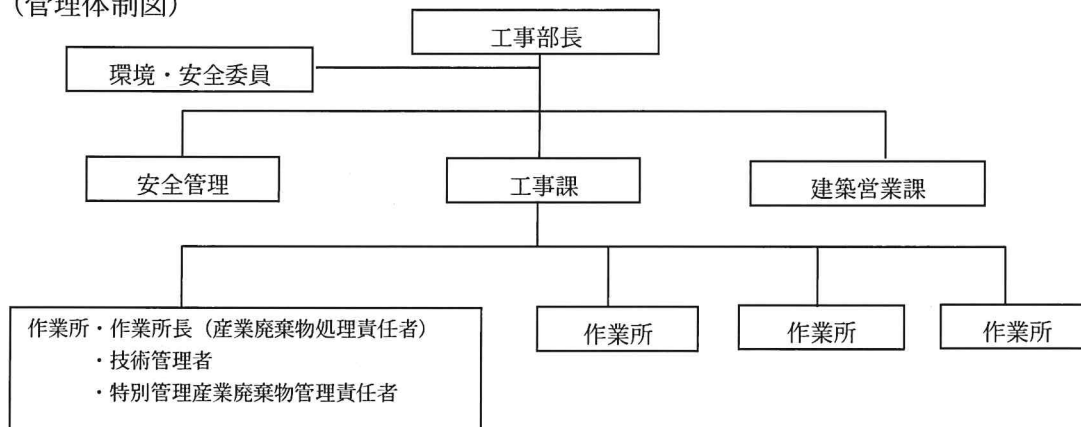 （管理体制図）
工事部長
環境・安全委員
安全管理
工事課
建築営業課
作業所・作業所長（産業廃棄物処理責任者）
・技術管理者
・特別管理産業廃棄物管理責任者
作業所
作業所
作業所